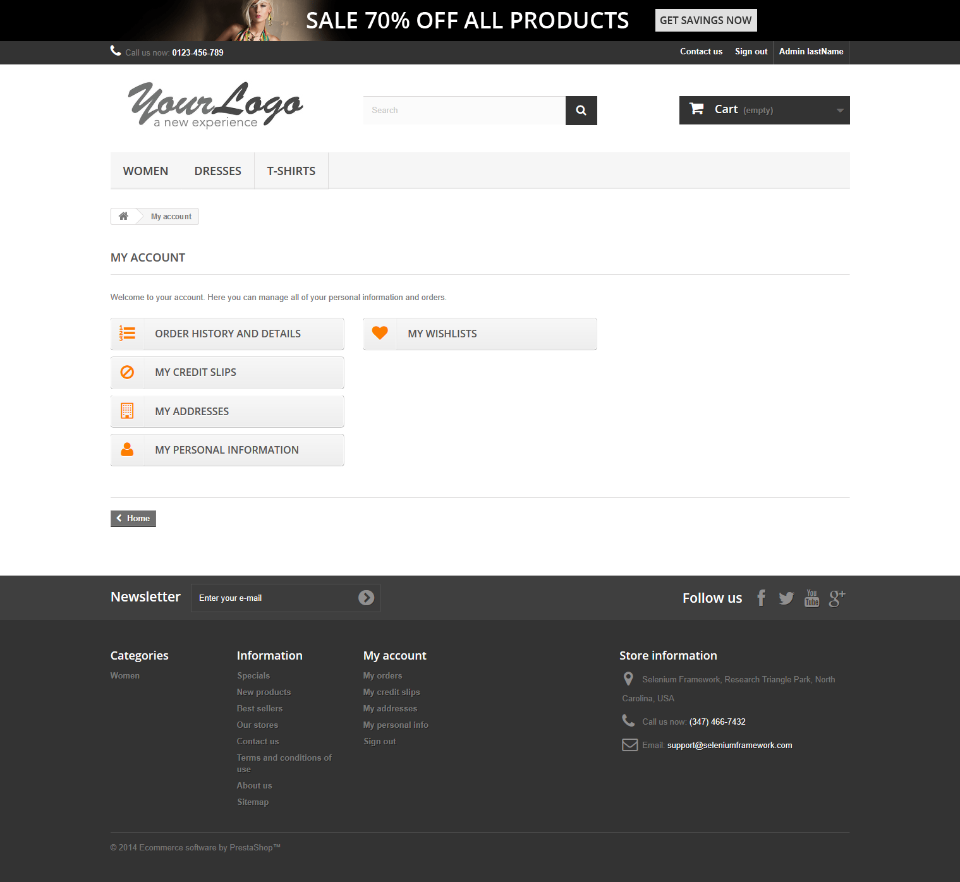 SALE 70% OFF ALL PRODUCTS
GET SAVINGS NOW
Call us now: 0123-456-789
Contact us
Sign out
Admin lastName
YourLogo
a new experience
Search
Cart (empty)
WOMEN
DRESSES
T-SHIRTS
My account
MY ACCOUNT
Welcome to your account. Here you can manage all of your personal information and orders.
ORDER HISTORY AND DETAILS
MY WISHLISTS
MY CREDIT SLIPS
MY ADDRESSES
MY PERSONAL INFORMATION
Home
Newsletter
Enter your e-mail
Follow us
You
Tube
Categories
Women
Information
Specials
New products
Best sellers
Our stores
Contact us
Terms and conditions of
use
About us
Sitemap
My account
My orders
My credit slips
My addresses
My personal info
Sign out
Store information
Selenium Framework, Research Triangle Park, North
Carolina, USA
Call us now: (347) 466-7432
Email: support@seleniumframework.com
© 2014 Ecommerce software by PrestaShop™